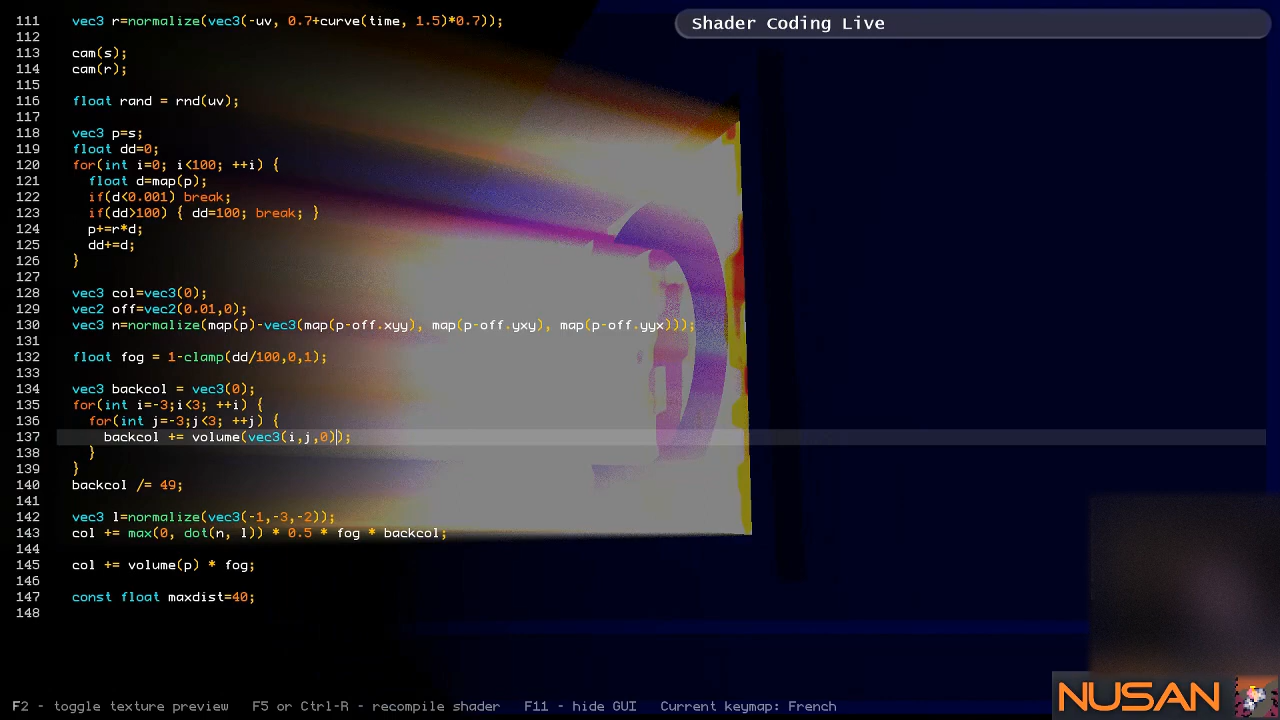 Shader Coding Live
111 vec3 r=normalize(vec3(-uv, 0.7+curve(time, 1.5)*0.7));
112
113 cam(s);
114 cam(r);
115
116 float rand = rnd(uv);
117
118 vec3 p=s;
119 float dd=0;
120 for(int i=0; i<100; ++i) {
121 float d=map(p);
122 if(d<0.001) break;
123 if(dd>100) { dd=100; break; }
124 p+=r*d;
125 dd+=d;
126 }
127
128 vec3 col=vec3(0);
129 vec2 off=vec2(0.01,0);
130 vec3 n=normalize(map(p)-vec3(map(p-off.xyy), map(p-off.yxy), map(p-off.yyx)));
131
132 float fog = 1-clamp(dd/100,0,1);
133
134 vec3 backcol = vec3(0);
135 for(int i=-3;i<3; ++i) {
136 for(int j=-3;j<3; ++j) {
137 backcol += volume(vec3(i,j,0));
138 }
139 }
140 backcol /= 49;
141
142 vec3 l=normalize(vec3(-1,-3,-2));
143 col += max(0, dot(n, l)) * 0.5 * fog * backcol;
144
145 col += volume(p) * fog;
146
147 const float maxdist=40;
148
F2 - toggle texture preview F5 or Ctrl-R - recompile shader F11 - hide GUI Current keymap: French
NUSAN